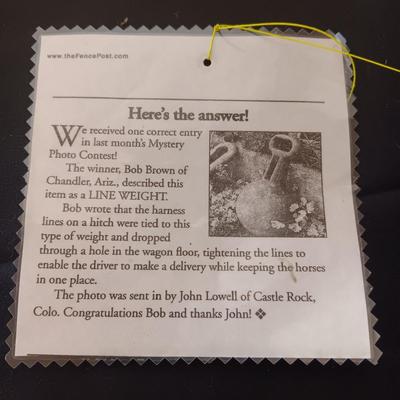 www.theFencePost.com
Here's the answer!
We received one correct entry
in last month's Mystery
Photo Contest!
The winner, Bob Brown of
Chandler, Ariz., described this
item as a LINE WEIGHT.
Bob wrote that the harness
lines on a hitch were tied to this
type of weight and dropped
through a hole in the wagon floor, tightening the lines to
enable the driver to make a delivery while keeping the horses
in one place.
The photo was sent in by John Lowell of Castle Rock,
Colo. Congratulations Bob and thanks John! ❖